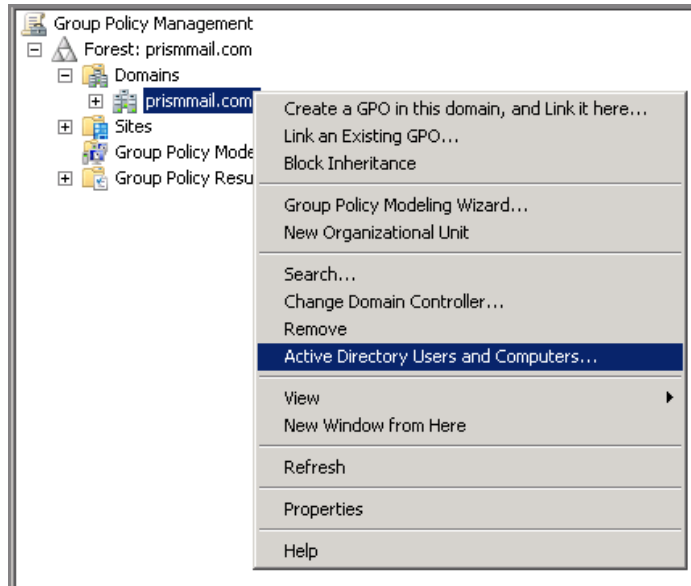 Group Policy Management
Forest: prismmail.com
Domains
prismmail.com
Sites
Group Policy Mode
Group Policy Resu
Create a GPO in this domain, and Link it here...
Link an Existing GPO...
Block Inheritance
Group Policy Modeling Wizard...
New Organizational Unit
Search...
Change Domain Controller...
Remove
Active Directory Users and Computers...
View
New Window from Here
Refresh
Properties
Help